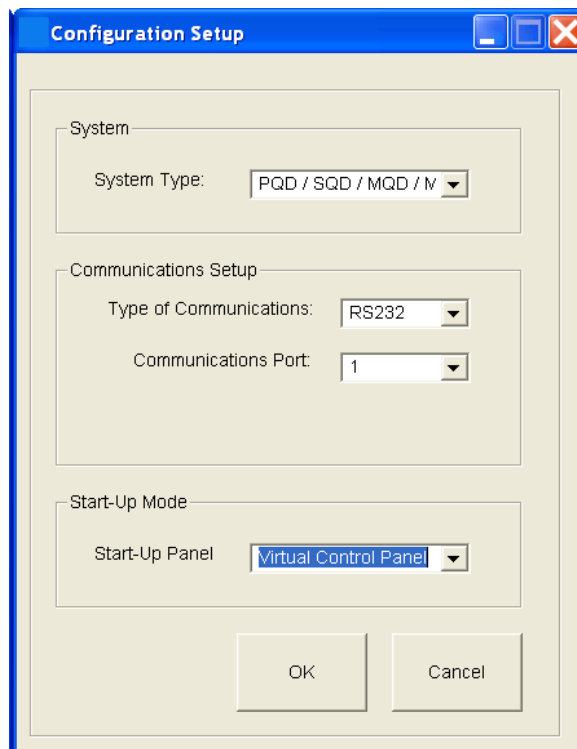 Configuration Setup
System
System Type: PQD / SQD / MQD / M
Communications Setup
Type of Communications: RS232
Communications Port: 1
Start-Up Mode
Start-Up Panel Virtual Control Panel
OK Cancel